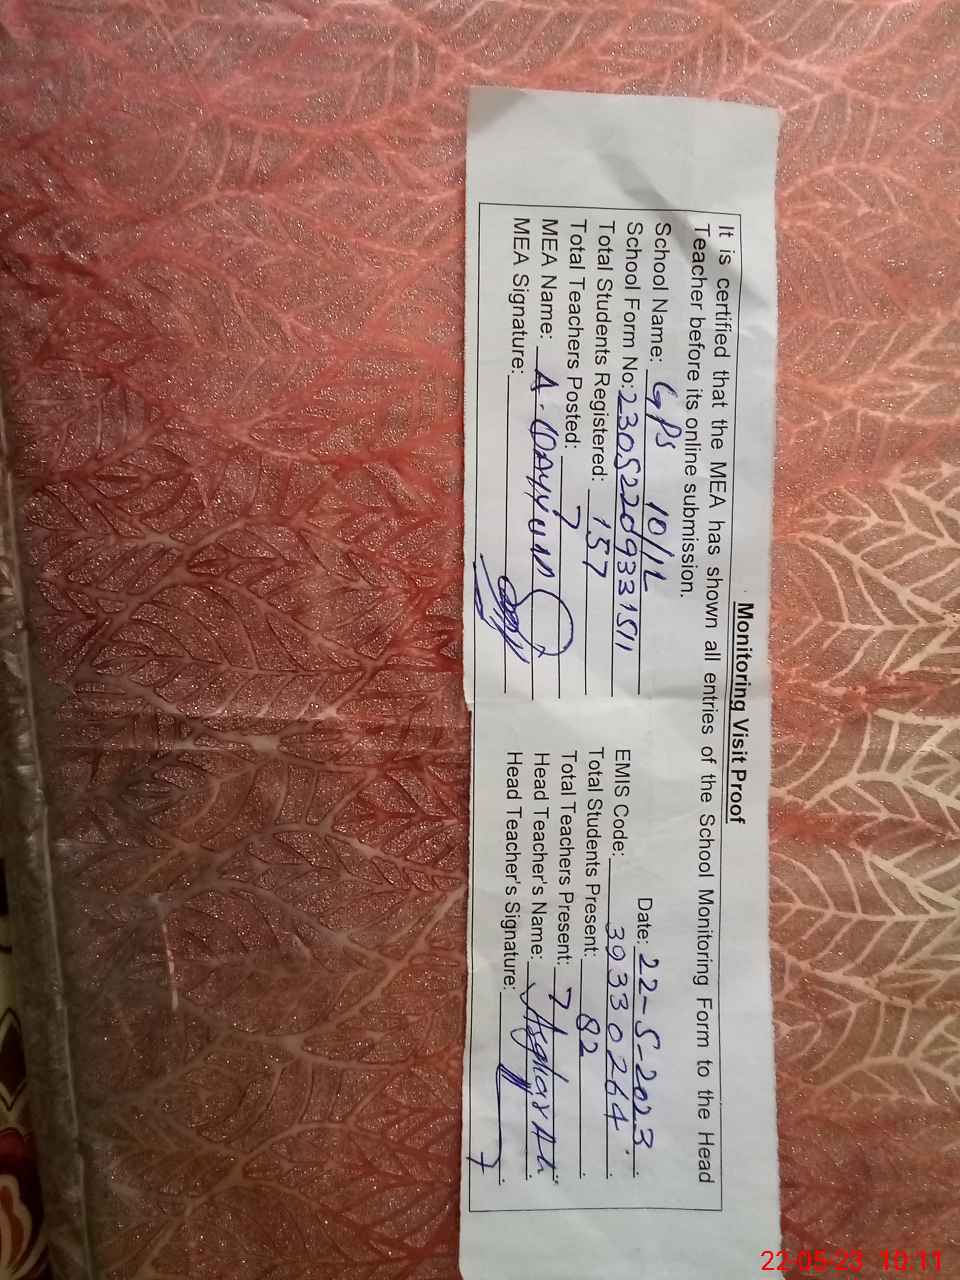 Monitoring Visit Proof
It is certified that the MEA has shown all entries of the School Monitoring Form to the Head
Teacher before its online submission.
Date: 22-5-2023
School Name: GPS 10/1L
School Form No: 23052209331511
EMIS Code: 39330264
Total Students Registered: 157
Total Students Present: 82
Total Teachers Posted: 7
Total Teachers Present: 7
MEA Name: A.
Head Teacher's Name: Asghar Ali
MEA Signature:
Head Teacher's Signature:
22-05-23 10:11